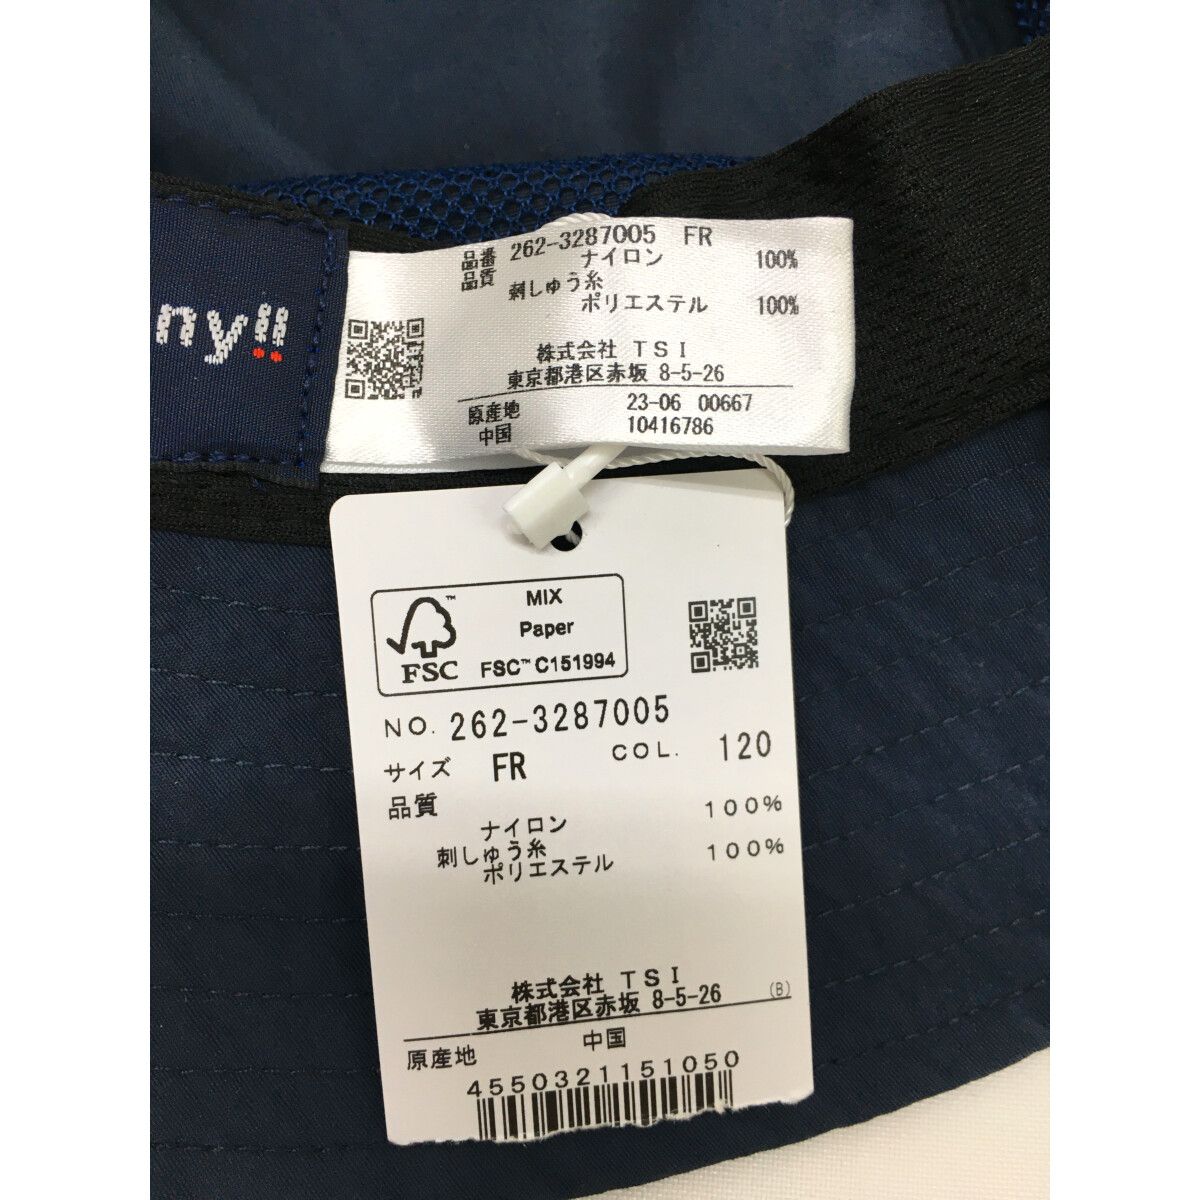 ny!!
品番 262-3287005 FR
品質 ナイロン 100%
刺しゅう糸
ポリエステル 100%
株式会社 TSI
東京都港区赤坂 8-5-26
原産地 23-06 00667
中国 10416786
MIX
Paper
FSC™ C151994
FSC
NO. 262-3287005
サイズ FR COL. 120
品質
ナイロン 100%
刺しゅう糸
ポリエステル 100%
株式会社 TSI
東京都港区赤坂 8-5-26 (B)
原産地 中国
4550321151050